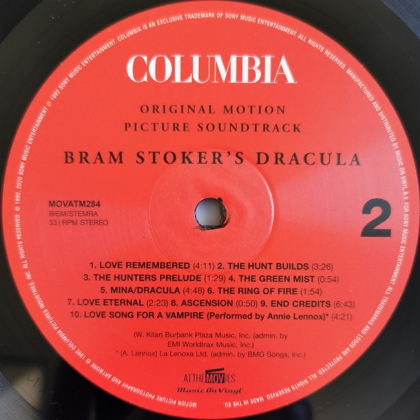 COLUMBIA
ORIGINAL MOTION
PICTURE SOUNDTRACK
BRAM STOKER'S DRACULA
MOVATM284
BIEM/STEMRA
33⅓ RPM STEREO
2
1. LOVE REMEMBERED (4:11) 2. THE HUNT BUILDS (3:26)
3. THE HUNTERS PRELUDE (1:29) 4. THE GREEN MIST (0:54)
5. MINA/DRACULA (4:48) 6. THE RING OF FIRE (1:54)
7. LOVE ETERNAL (2:23) 8. ASCENSION (0:50) 9. END CREDITS (6:43)
10. LOVE SONG FOR A VAMPIRE (Performed by Annie Lennox)* (4:21)
(W. Kilar) Burbank Plaza Music, Inc. (admin. by
EMI Worldtrax Music, Inc.)
* (A. Lennox) La Lenoxa Ltd. (admin. by BMG Songs, Inc.)
AT THE MOVIES
Music On Vinyl